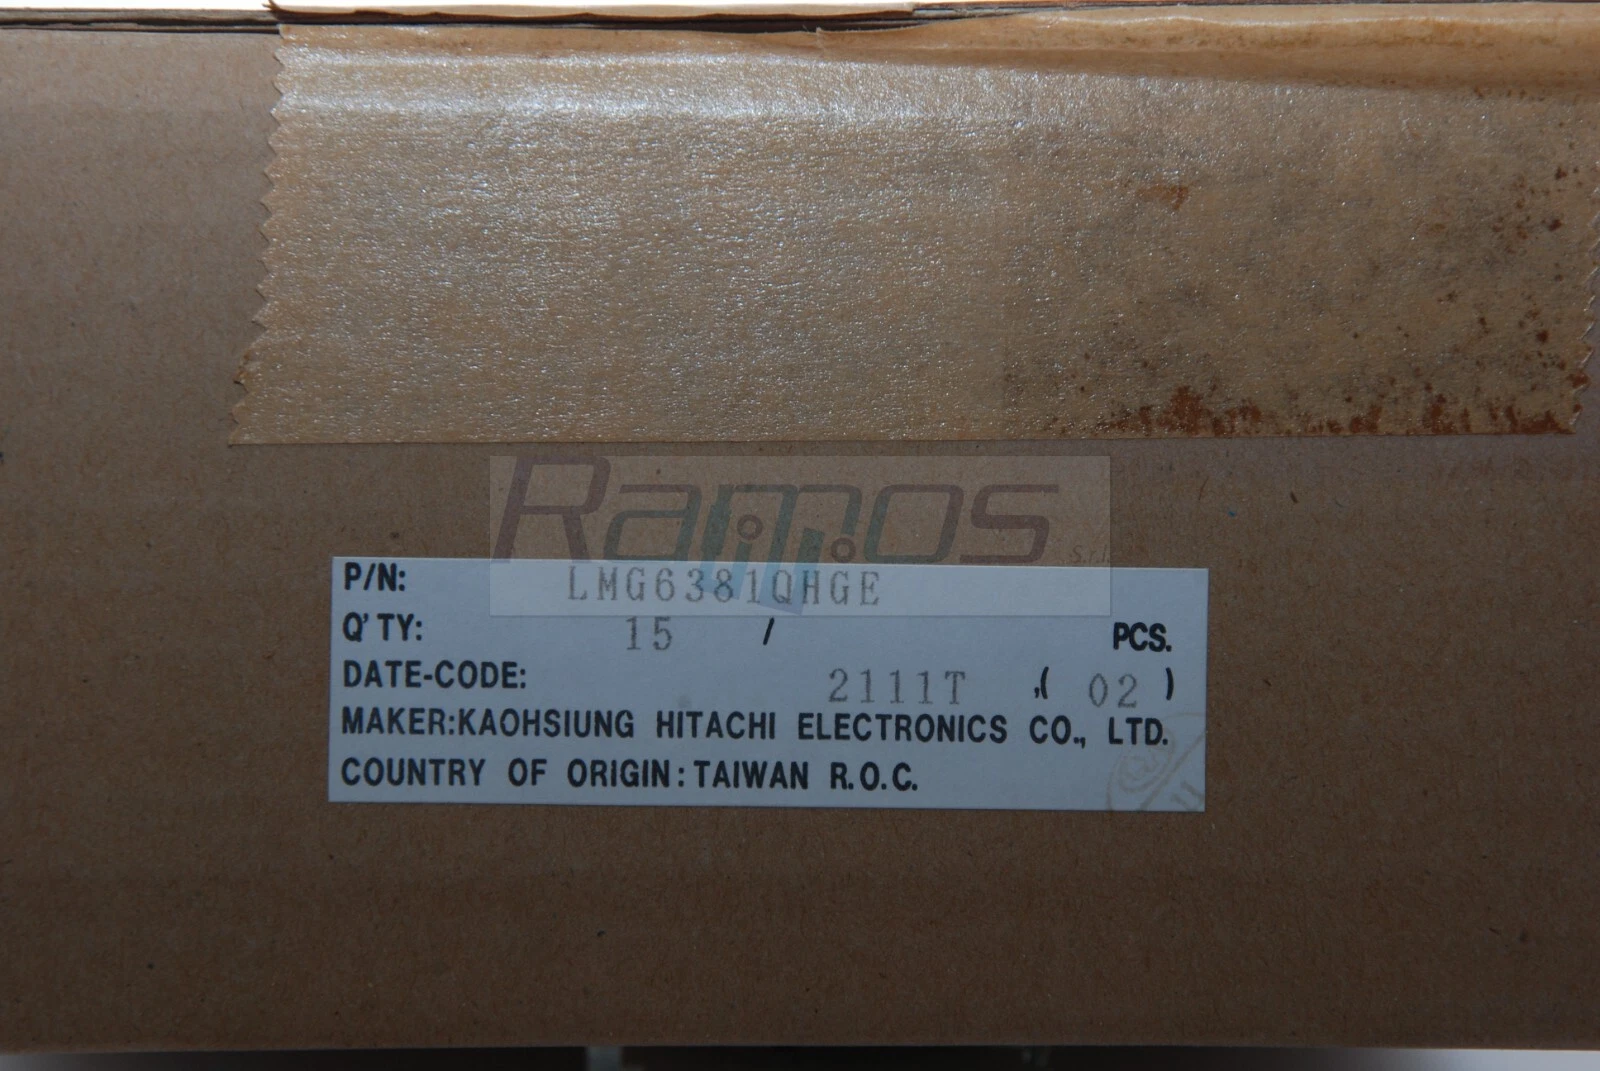 Ramos S.r.l.
P/N: LMG6381QHGE
Q'TY: 15 / PCS.
DATE-CODE: 2111T ,( 02 )
MAKER:KAOHSIUNG HITACHI ELECTRONICS CO., LTD.
COUNTRY OF ORIGIN:TAIWAN R.O.C.